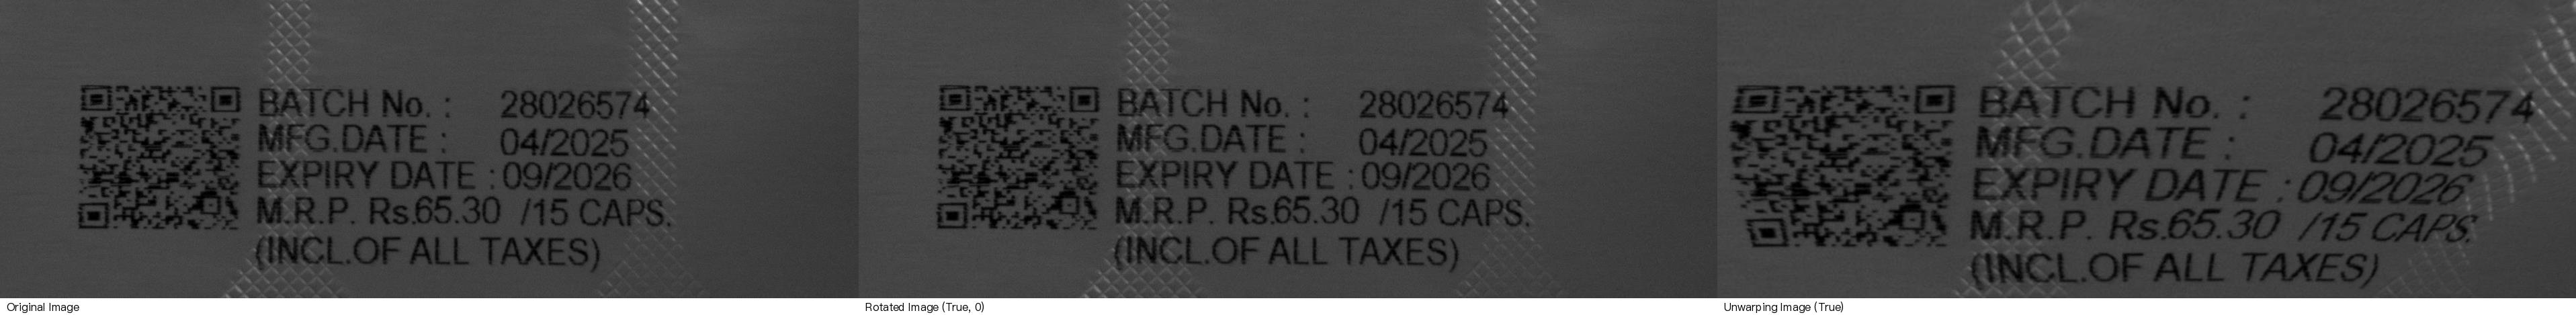 BATCH No. : 28026574
MFG.DATE : 04/2025
EXPIRY DATE : 09/2026
M.R.P. Rs.65.30 /15 CAPS.
(INCL.OF ALL TAXES)
Original Image
BATCH No. : 28026574
MFG.DATE : 04/2025
EXPIRY DATE : 09/2026
M.R.P. Rs.65.30 /15 CAPS.
(INCL.OF ALL TAXES)
Rotated Image (True, 0)
BATCH No. : 28026574
MFG.DATE : 04/2025
EXPIRY DATE : 09/2026
M.R.P. Rs.65.30 /15 CAPS.
(INCL.OF ALL TAXES)
Unwarping Image (True)